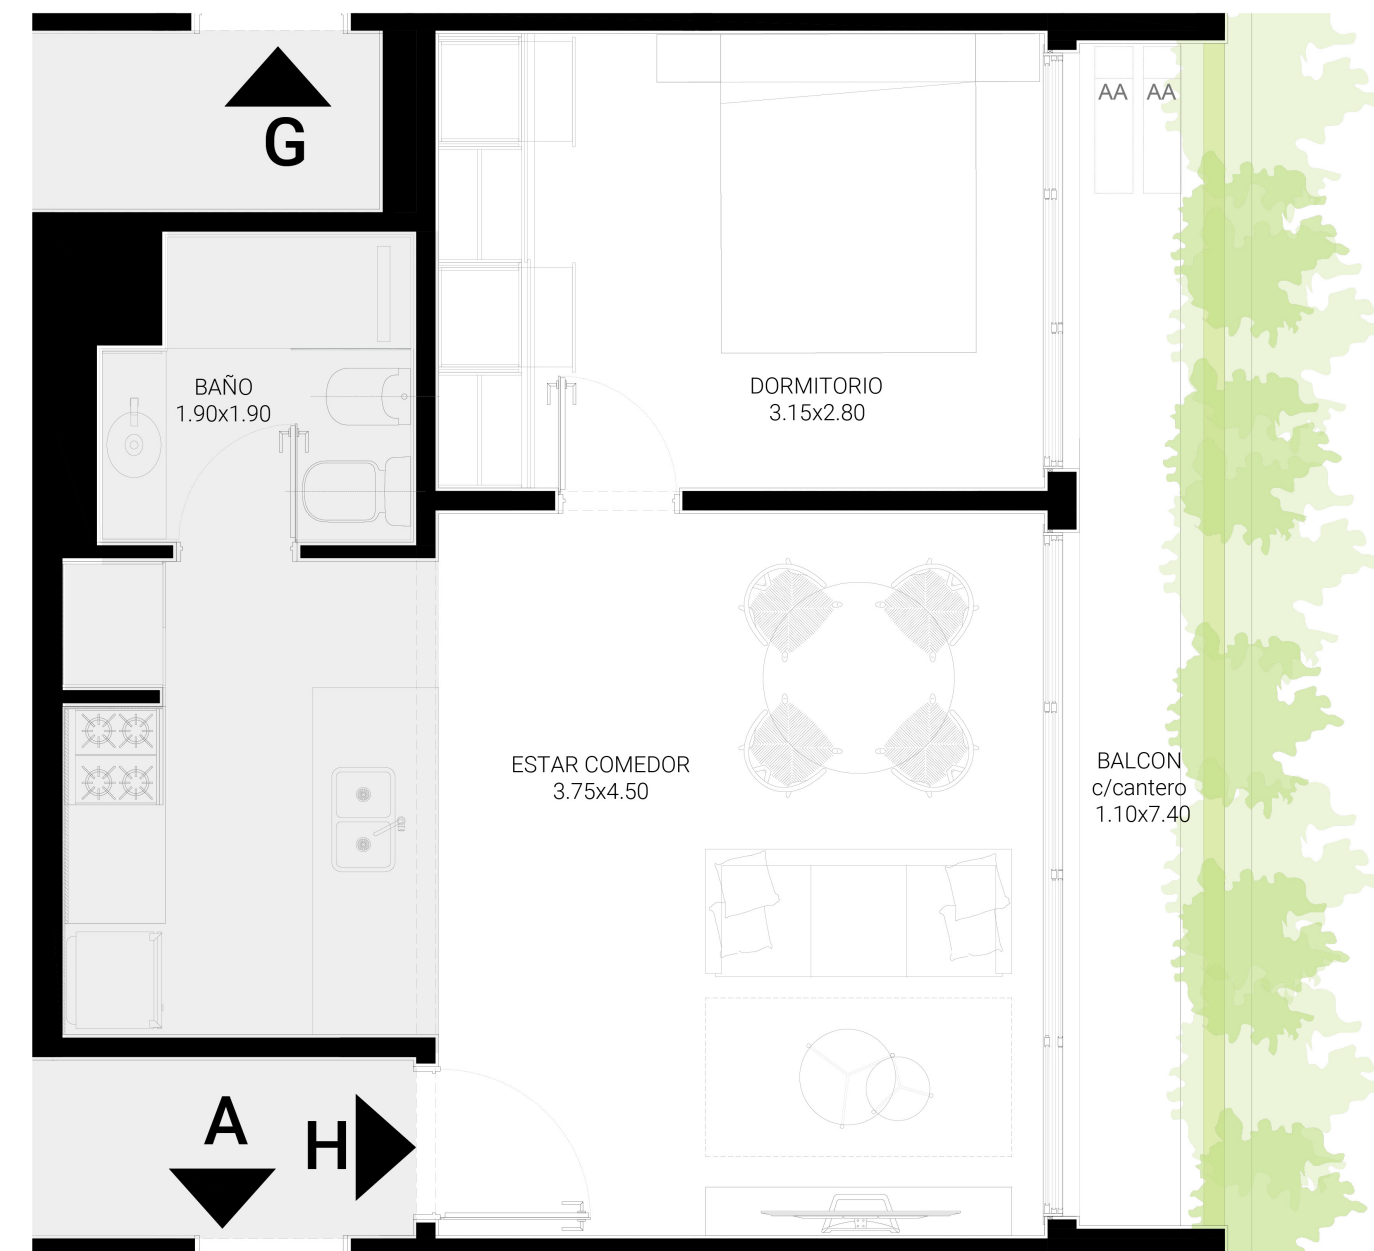 AA AA
G
BAÑO
1.90x1.90
DORMITORIO
3.15x2.80
ESTAR COMEDOR
3.75x4.50
BALCON
c/cantero
1.10x7.40
A
H